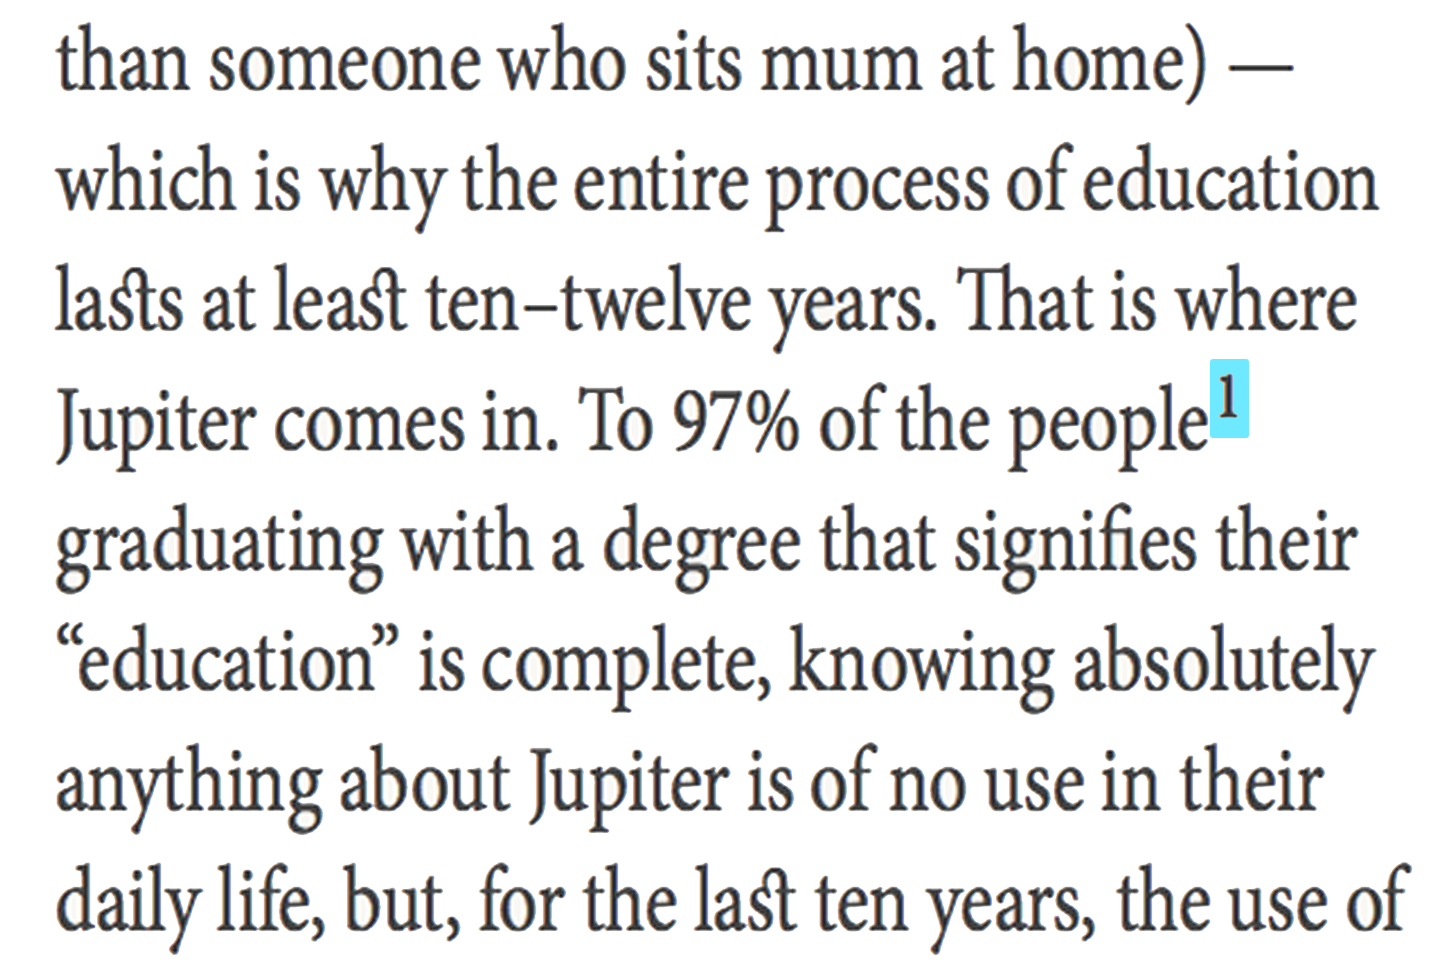 than someone who sits mum at home) —
which is why the entire process of education
lasts at least ten–twelve years. That is where
Jupiter comes in. To 97% of the people1
graduating with a degree that signifies their
“education” is complete, knowing absolutely
anything about Jupiter is of no use in their
daily life, but, for the last ten years, the use of